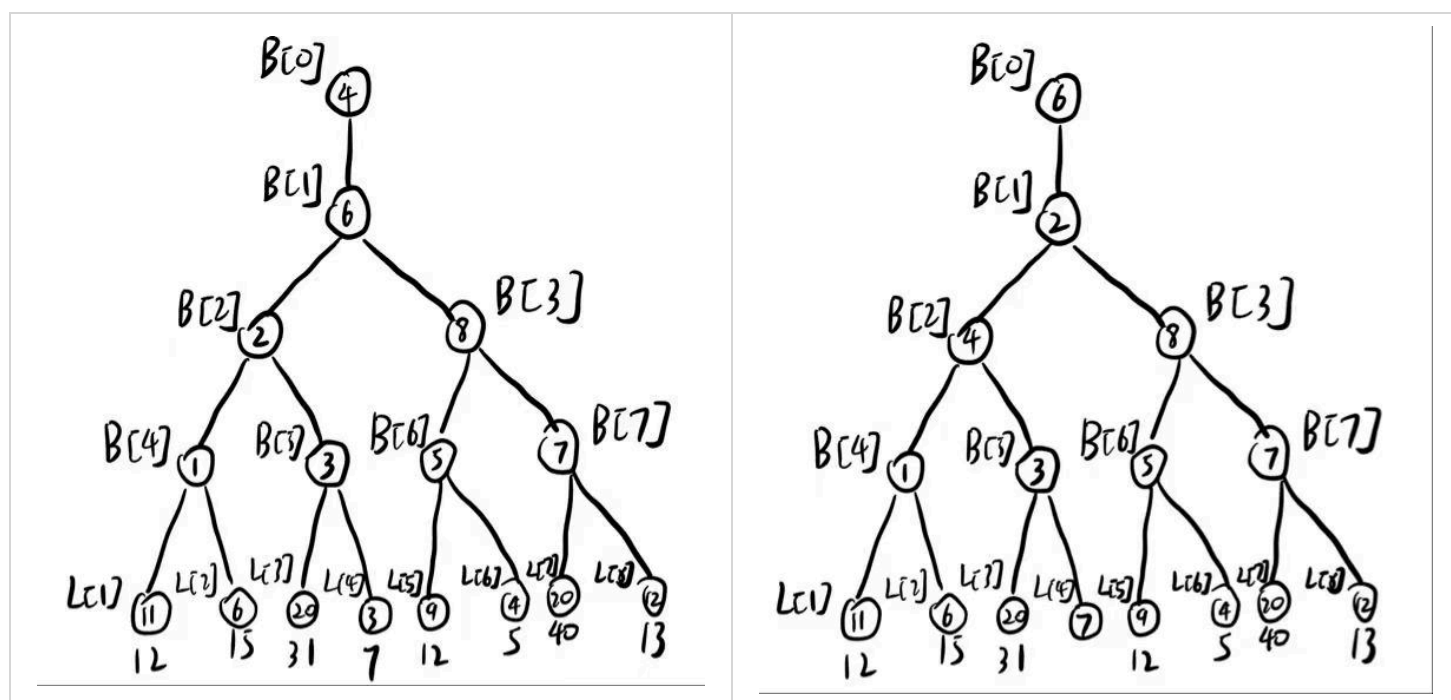 B[0]
4
B[1]
6
B[2]
2
B[3]
8
B[4]
1
B[5]
3
B[6]
5
B[7]
7
L[1] L[2] L[3] L[4] L[5] L[6] L[7] L[8]
11 6 20 3 9 4 20 12
12 15 31 7 12 5 40 13
B[0]
6
B[1]
2
B[2]
4
B[3]
8
B[4]
1
B[5]
3
B[6]
5
B[7]
7
L[1] L[2] L[3] L[4] L[5] L[6] L[7] L[8]
11 6 20 7 9 4 20 12
12 15 31 12 5 40 13